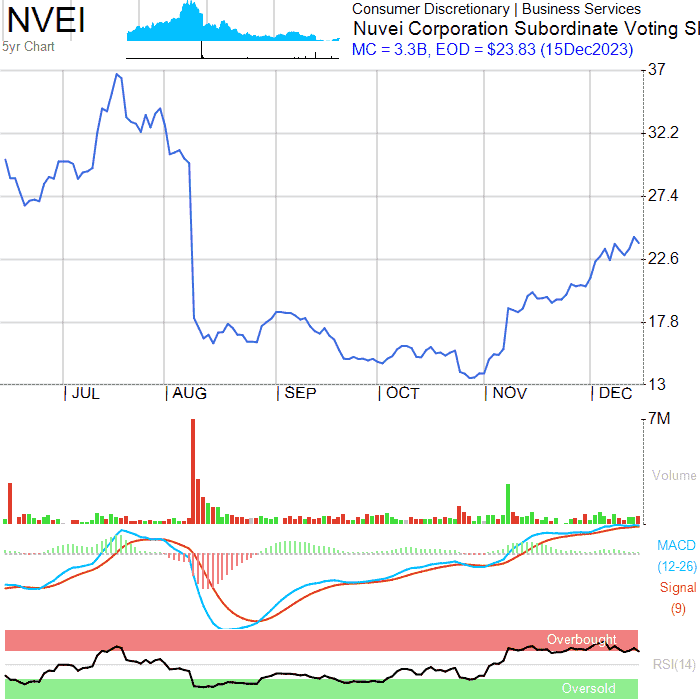 NVEI
5yr Chart
Consumer Discretionary | Business Services
Nuvei Corporation Subordinate Voting Sl
MC = 3.3B, EOD = $23.83 (15Dec2023)
37
32.2
27.4
22.6
17.8
13
JUL AUG SEP OCT NOV DEC
7M
Volume
MACD
(12-26)
Signal
(9)
Overbought
RSI(14)
Oversold